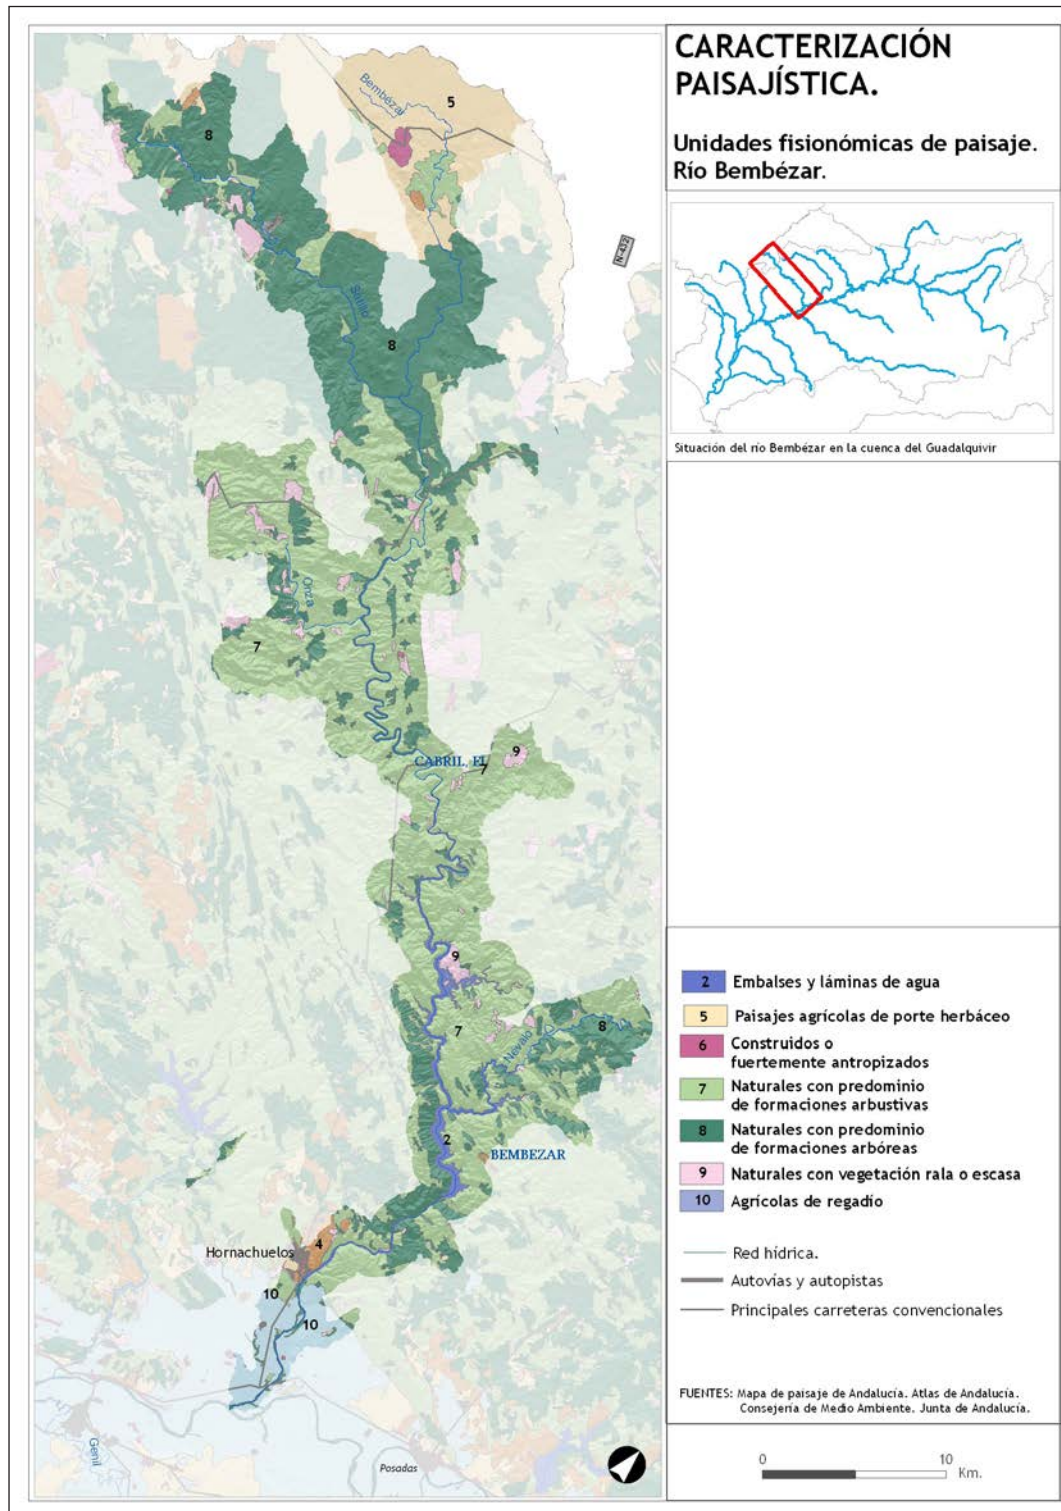 CARACTERIZACIÓN
PAISAJÍSTICA.
Unidades fisionómicas de paisaje.
Río Bembézar.
Situación del río Bembézar en la cuenca del Guadalquivir
Bembézar
5
8
N-432
Sotillo
8
Onza
7
9
CABRIL, EL
7
9
7
8
Névalo
2
BEMBEZAR
Hornachuelos
4
10
10
Genil
Posadas
2 Embalses y láminas de agua
5 Paisajes agrícolas de porte herbáceo
6 Construidos o
fuertemente antropizados
7 Naturales con predominio
de formaciones arbustivas
8 Naturales con predominio
de formaciones arbóreas
9 Naturales con vegetación rala o escasa
10 Agrícolas de regadío
Red hídrica.
Autovías y autopistas
Principales carreteras convencionales
FUENTES: Mapa de paisaje de Andalucía. Atlas de Andalucía.
Consejería de Medio Ambiente. Junta de Andalucía.
0 10
Km.